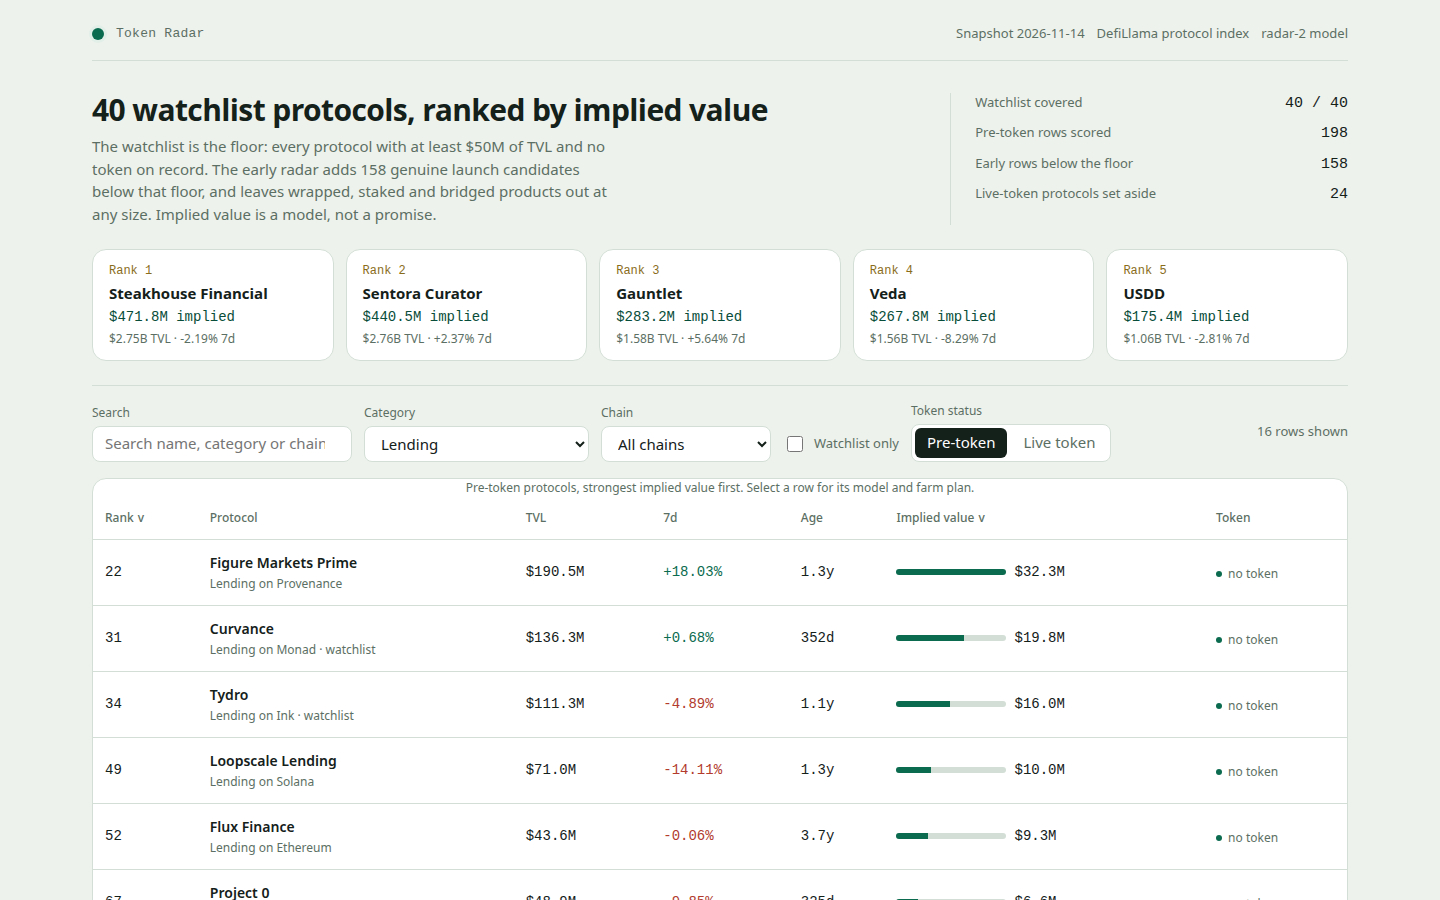 Token Radar
Snapshot 2026-11-14 DefiLlama protocol index radar-2 model
40 watchlist protocols, ranked by implied value
The watchlist is the floor: every protocol with at least $50M of TVL and no
token on record. The early radar adds 158 genuine launch candidates
below that floor, and leaves wrapped, staked and bridged products out at
any size. Implied value is a model, not a promise.
Watchlist covered 40 / 40
Pre-token rows scored 198
Early rows below the floor 158
Live-token protocols set aside 24
Rank 1
Steakhouse Financial
$471.8M implied
$2.75B TVL · -2.19% 7d
Rank 2
Sentora Curator
$440.5M implied
$2.76B TVL · +2.37% 7d
Rank 3
Gauntlet
$283.2M implied
$1.58B TVL · +5.64% 7d
Rank 4
Veda
$267.8M implied
$1.56B TVL · -8.29% 7d
Rank 5
USDD
$175.4M implied
$1.06B TVL · -2.81% 7d
Search
Search name, category or chain
Category
Lending
Chain
All chains
Watchlist only
Token status
Pre-token Live token
16 rows shown
Pre-token protocols, strongest implied value first. Select a row for its model and farm plan.
Rank v Protocol TVL 7d Age Implied value v Token
22 Figure Markets Prime $190.5M +18.03% 1.3y $32.3M no token
Lending on Provenance
31 Curvance $136.3M +0.68% 352d $19.8M no token
Lending on Monad · watchlist
34 Tydro $111.3M -4.89% 1.1y $16.0M no token
Lending on Ink · watchlist
49 Loopscale Lending $71.0M -14.11% 1.3y $10.0M no token
Lending on Solana
52 Flux Finance $43.6M -0.06% 3.7y $9.3M no token
Lending on Ethereum
Project 0